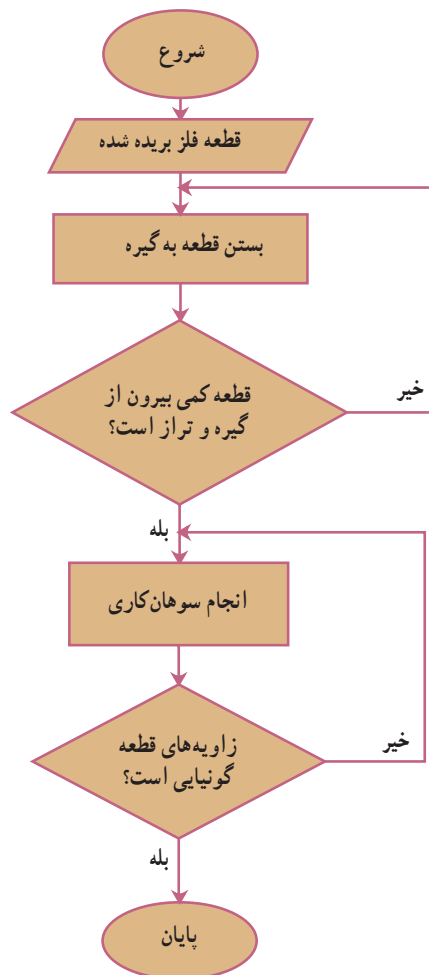 شروع
قطعه فلز بریده شده
بستن قطعه به گیره
قطعه کمی بیرون از
گیره و تراز است؟
خیر
بله
انجام سوهان‌کاری
زاویه‌های قطعه
گونیایی است؟
خیر
بله
پایان